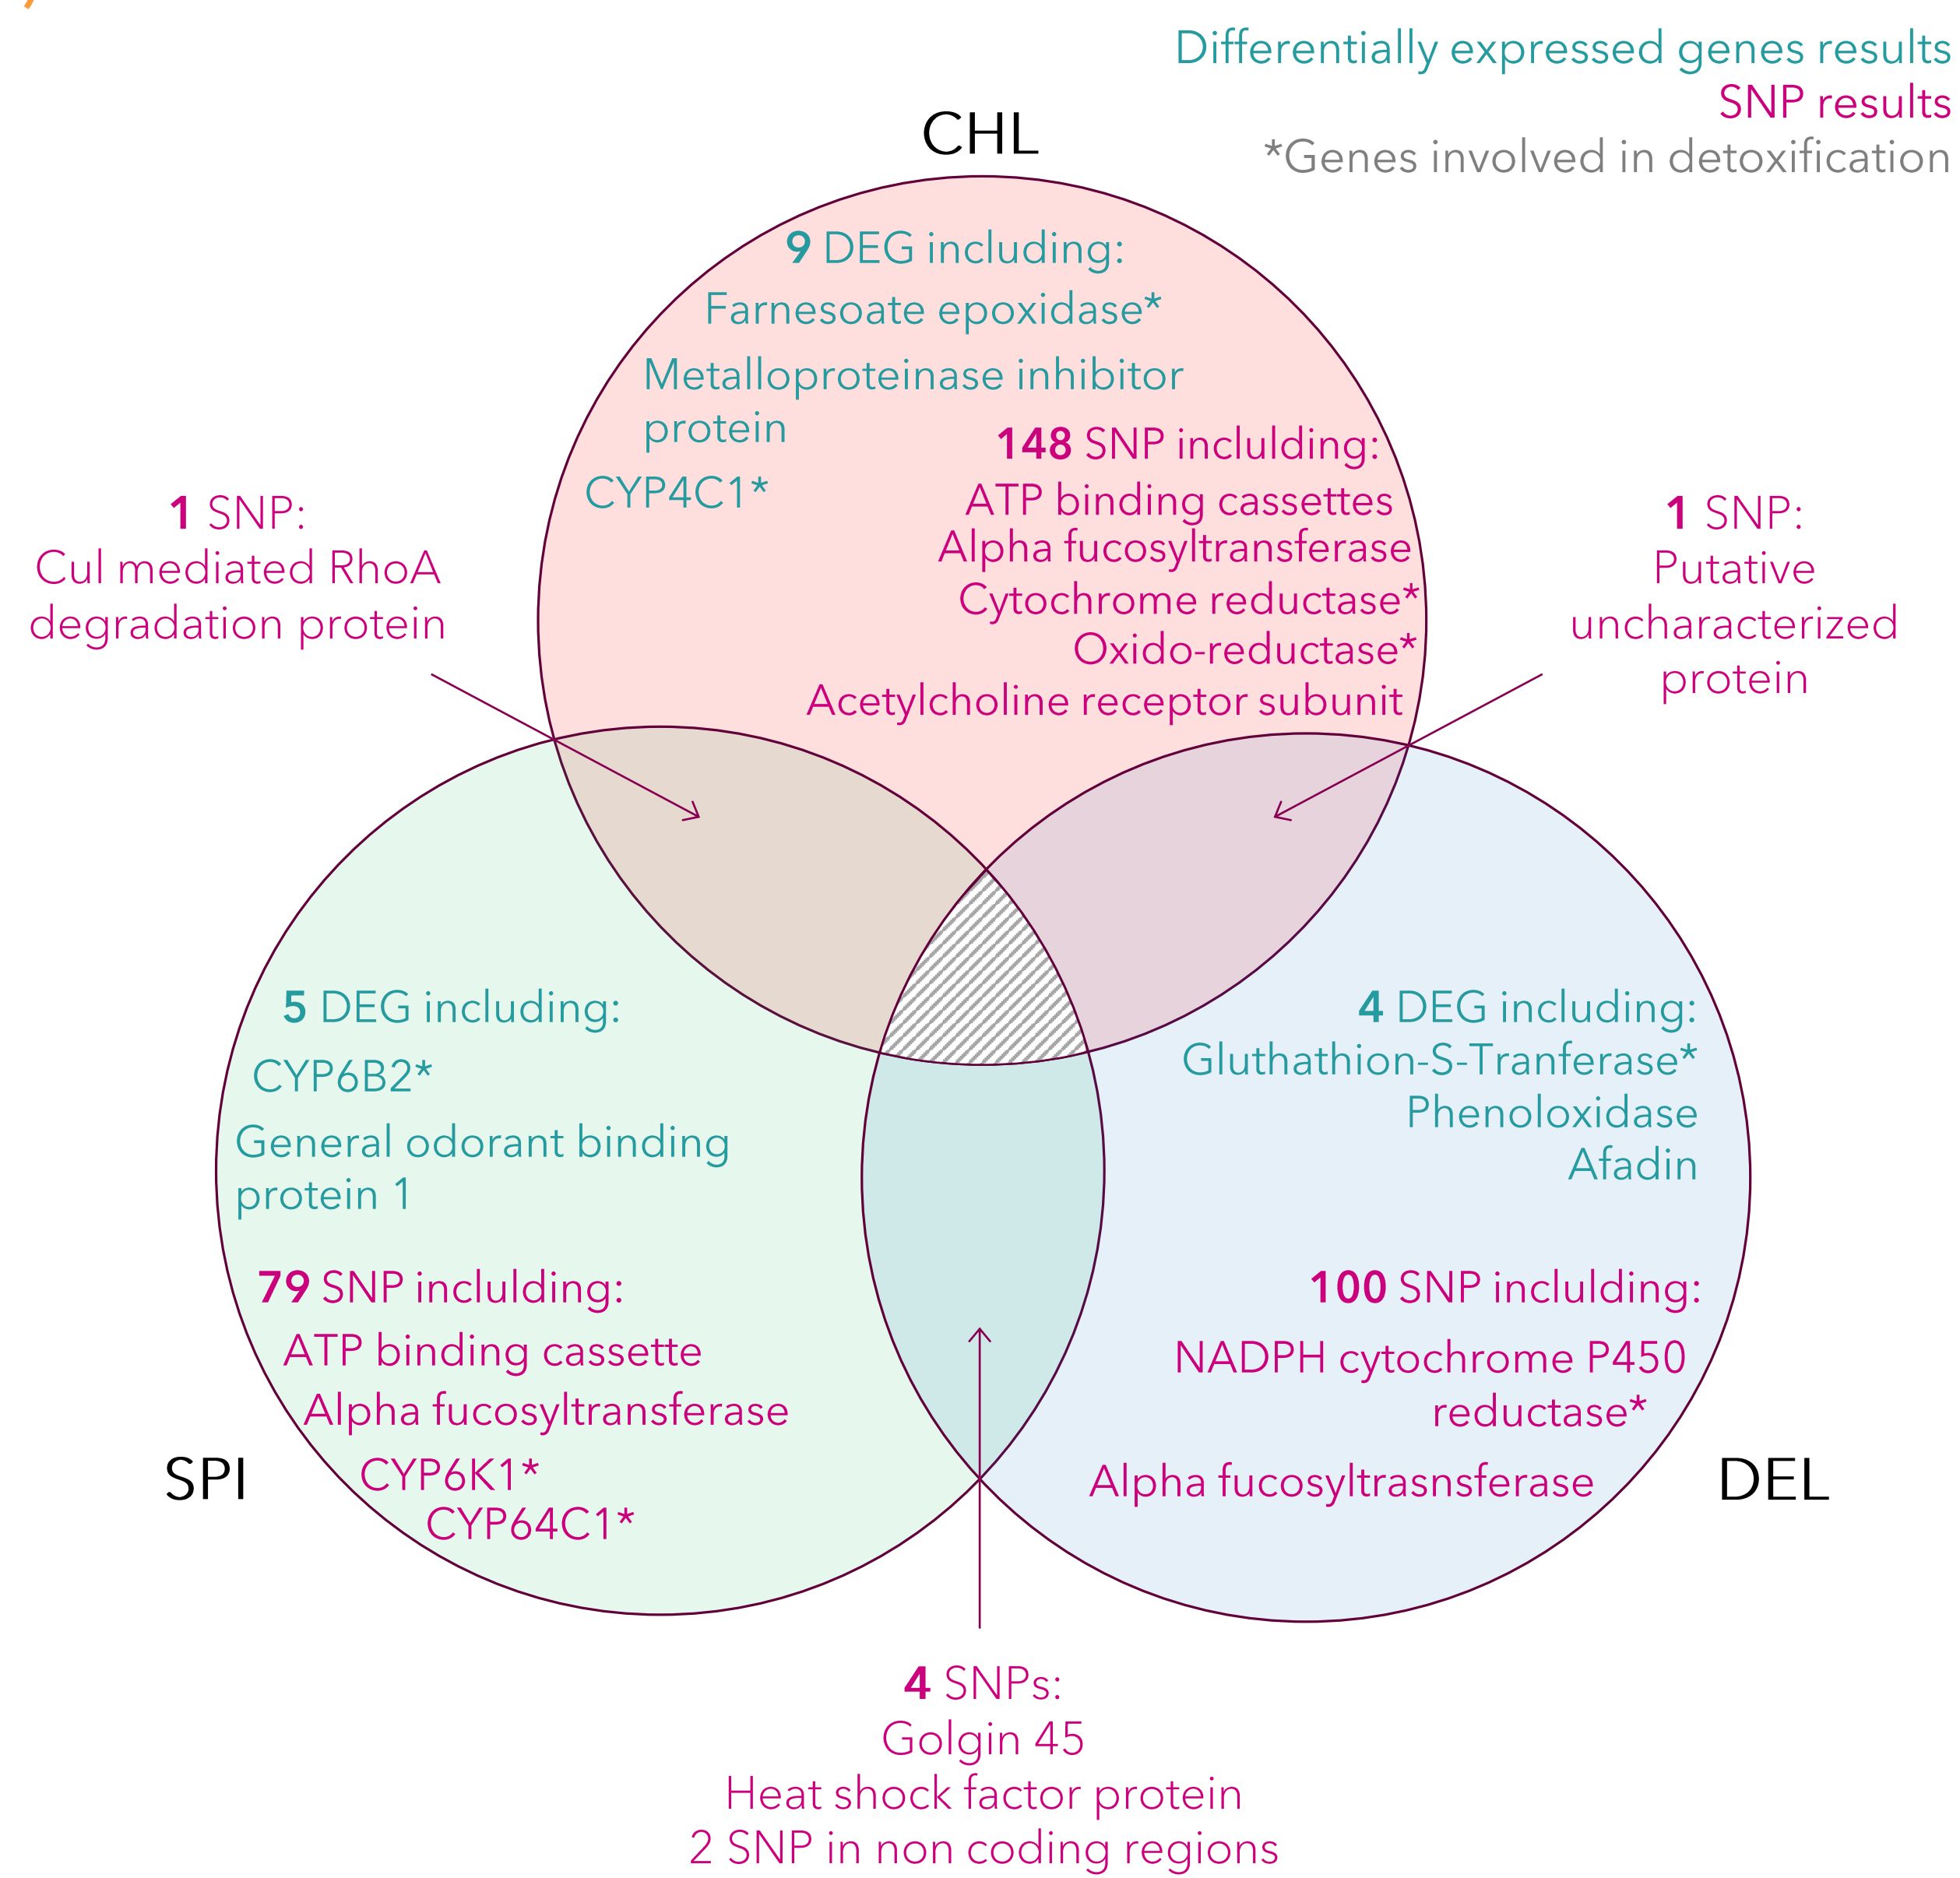 Differentially expressed genes results
SNP results
*Genes involved in detoxification
CHL
9 DEG including:
Farnesoate epoxidase*
Metalloproteinase inhibitor
protein
CYP4C1*
148 SNP inclulding:
ATP binding cassettes
Alpha fucosyltransferase
Cytochrome reductase*
Oxido-reductase*
Acetylcholine receptor subunit
1 SNP:
Cul mediated RhoA
degradation protein
1 SNP:
Putative
uncharacterized
protein
5 DEG including:
CYP6B2*
General odorant binding
protein 1
79 SNP inclulding:
ATP binding cassette
Alpha fucosyltransferase
CYP6K1*
CYP64C1*
SPI
4 DEG including:
Gluthathion-S-Tranferase*
Phenoloxidase
Afadin
100 SNP inclulding:
NADPH cytochrome P450
reductase*
Alpha fucosyltrasnsferase
DEL
4 SNPs:
Golgin 45
Heat shock factor protein
2 SNP in non coding regions